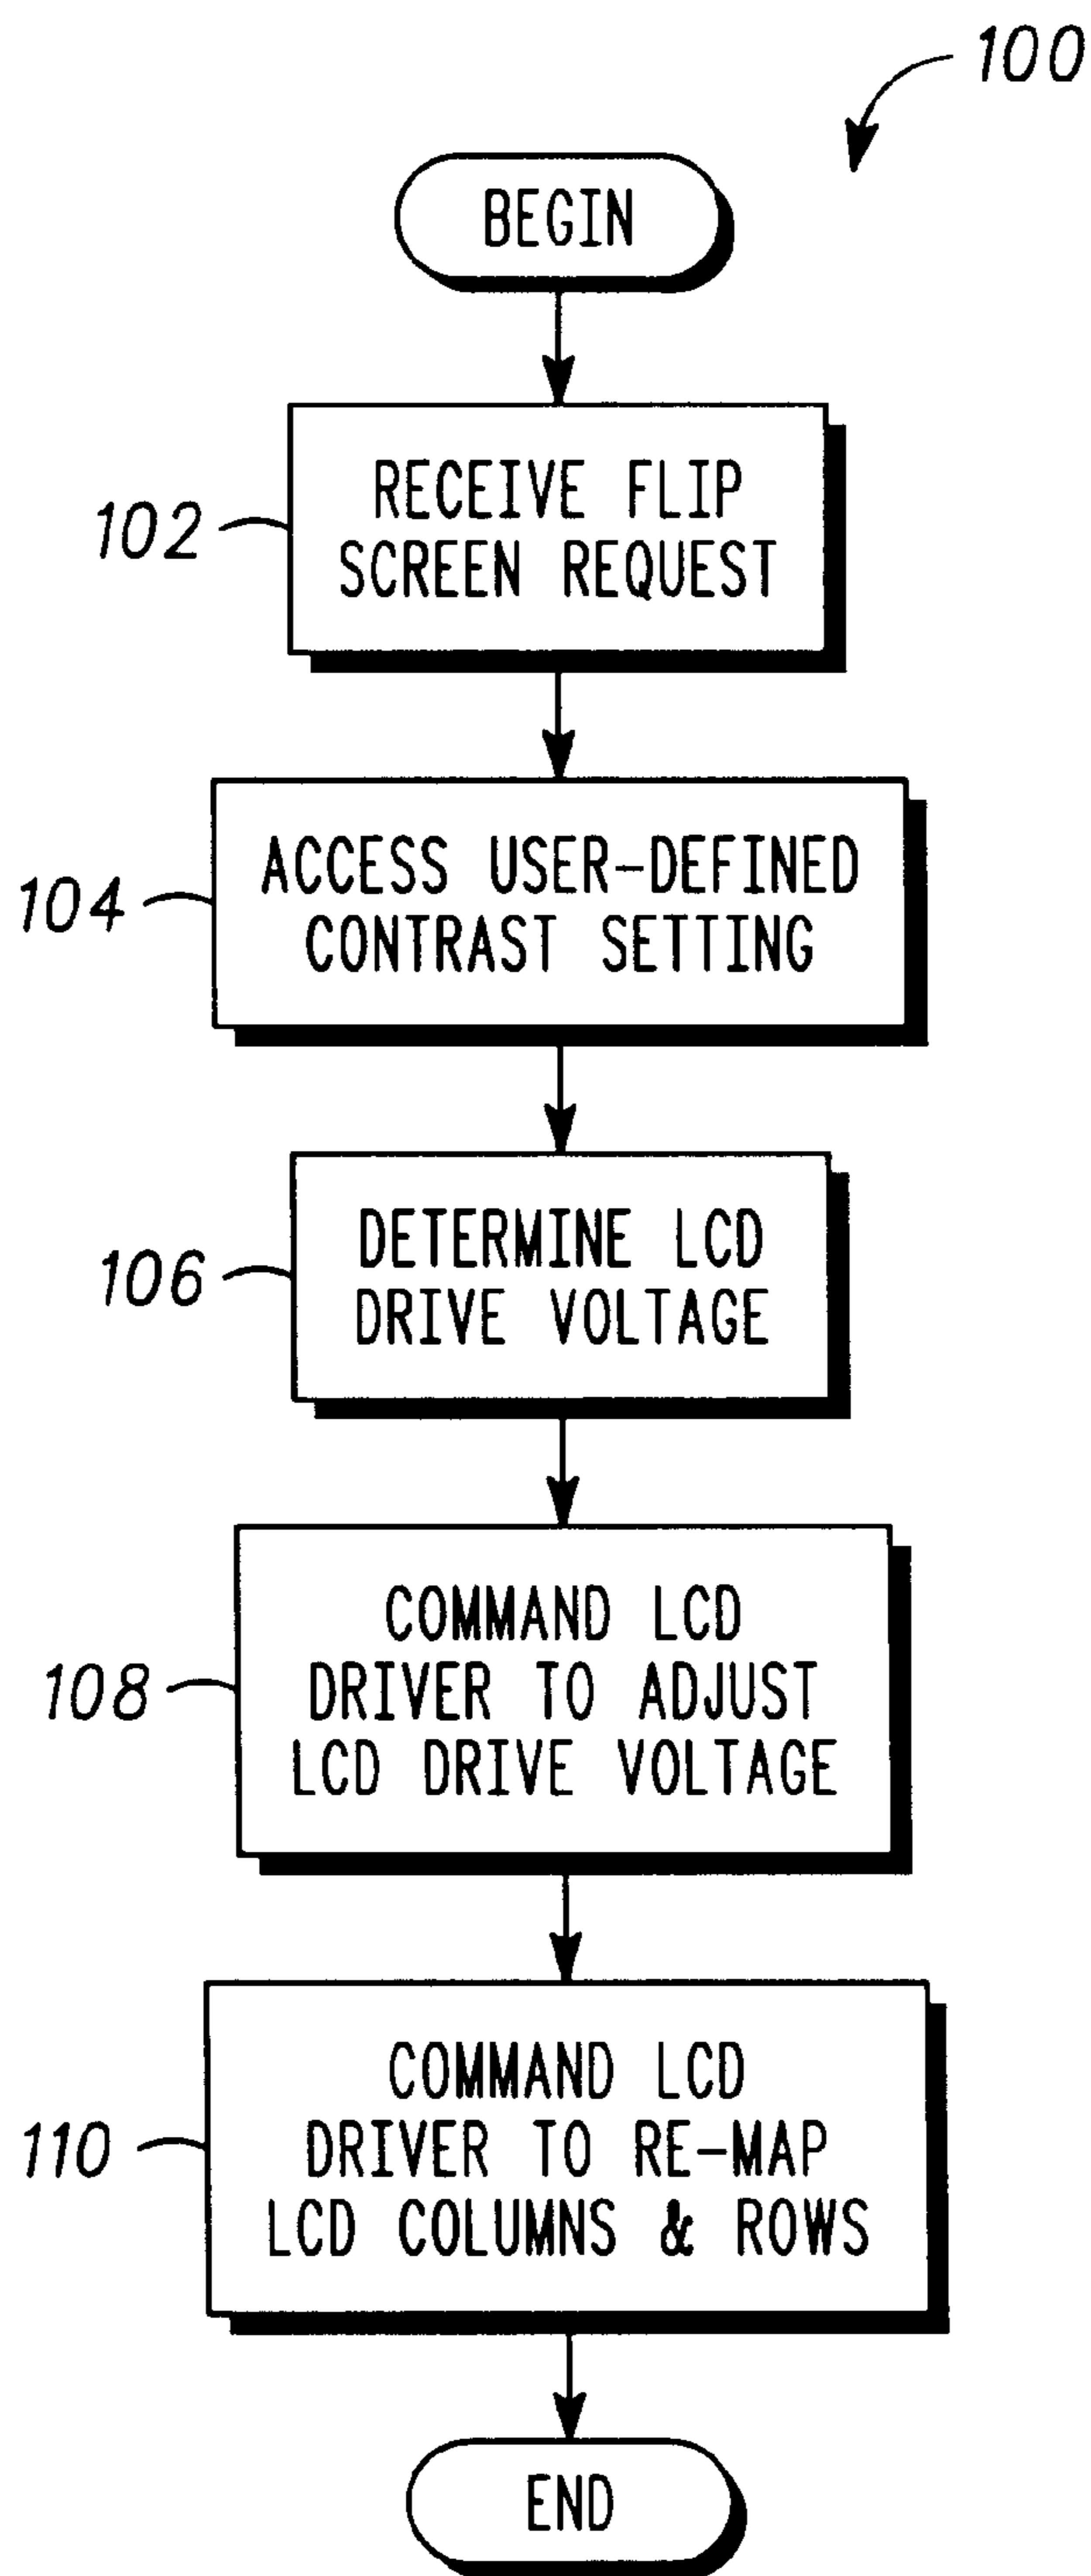 100
BEGIN
102
RECEIVE FLIP
SCREEN REQUEST
104
ACCESS USER-DEFINED
CONTRAST SETTING
106
DETERMINE LCD
DRIVE VOLTAGE
108
COMMAND LCD
DRIVER TO ADJUST
LCD DRIVE VOLTAGE
110
COMMAND LCD
DRIVER TO RE-MAP
LCD COLUMNS & ROWS
END